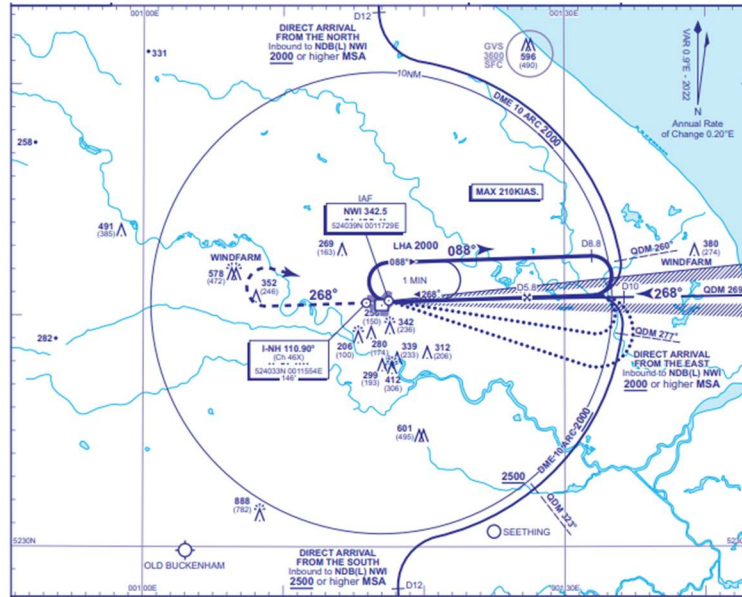 001:00E
D12
DIRECT ARRIVAL
FROM THE NORTH
Inbound to NDB(L) NWI
2000 or higher MSA
001:30E
331
GVS
3600
SFC
596
(490)
VAR 0.9°E - 2022
N
Annual Rate
of Change 0.20°E
10NM
DME 10 ARC 2000
258
MAX 210KIAS.
IAF
NWI 342.5
524039N 0011729E
491
(385)
269
(163)
LHA 2000
088°
D8.8
QDM 260°
380
(274)
WINDFARM
WINDFARM
578
(472)
352
(246)
088°
1 MIN
268°
268°
D5.8
D10
268°
QDM 269
282
250
(150)
342
(236)
206
(100)
280
(174)
339
(233)
312
(206)
QDM 277°
I-NH 110.90°
(Ch 46X)
524033N 0011554E
146'
299
(193)
412
(306)
DIRECT ARRIVAL
FROM THE EAST
Inbound to NDB(L) NWI
2000 or higher MSA
601
(495)
DME 10 ARC 2000
2500
QDM 323°
888
(782)
SEETHING
5230N
5230
OLD BUCKENHAM
DIRECT ARRIVAL
FROM THE SOUTH
Inbound to NDB(L) NWI
2500 or higher MSA
D12
001:00E
001:30E